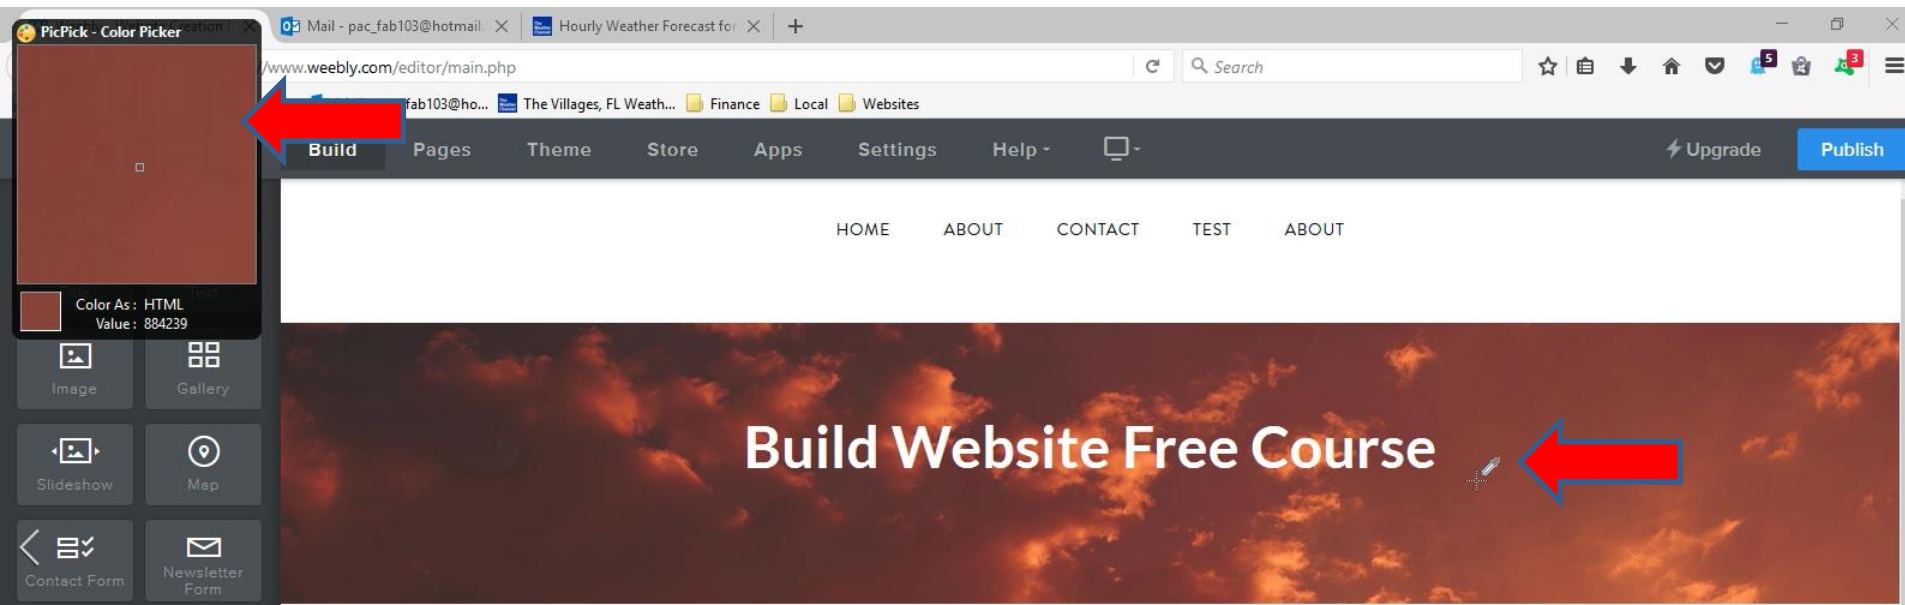 PicPick - Color Picker
Mail - pac_fab103@hotmail.
Hourly Weather Forecast for
www.weebly.com/editor/main.php
Search
5
3
fab103@ho...
The Villages, FL Weath...
Finance
Local
Websites
Build
Pages
Theme
Store
Apps
Settings
Help
Upgrade
Publish
HOME
ABOUT
CONTACT
TEST
ABOUT
Color As : HTML
Value : 884239
Image
Gallery
Build Website Free Course
Slideshow
Map
Contact Form
Newsletter
Form